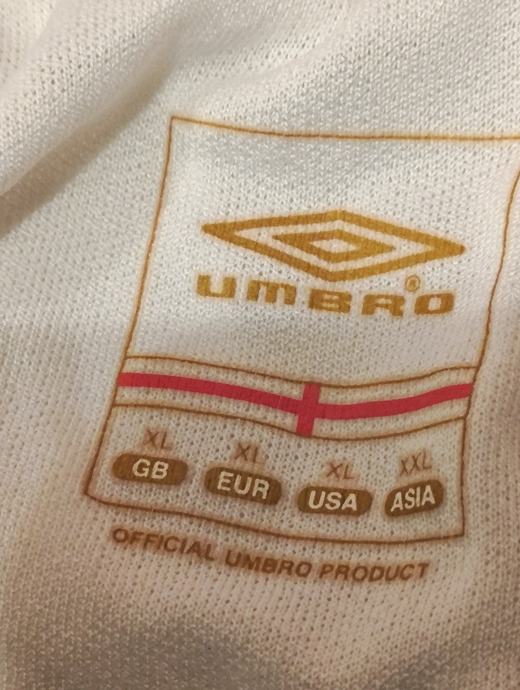 UMBRO®
XL XL XL XXL
GB EUR USA ASIA
OFFICIAL UMBRO PRODUCT